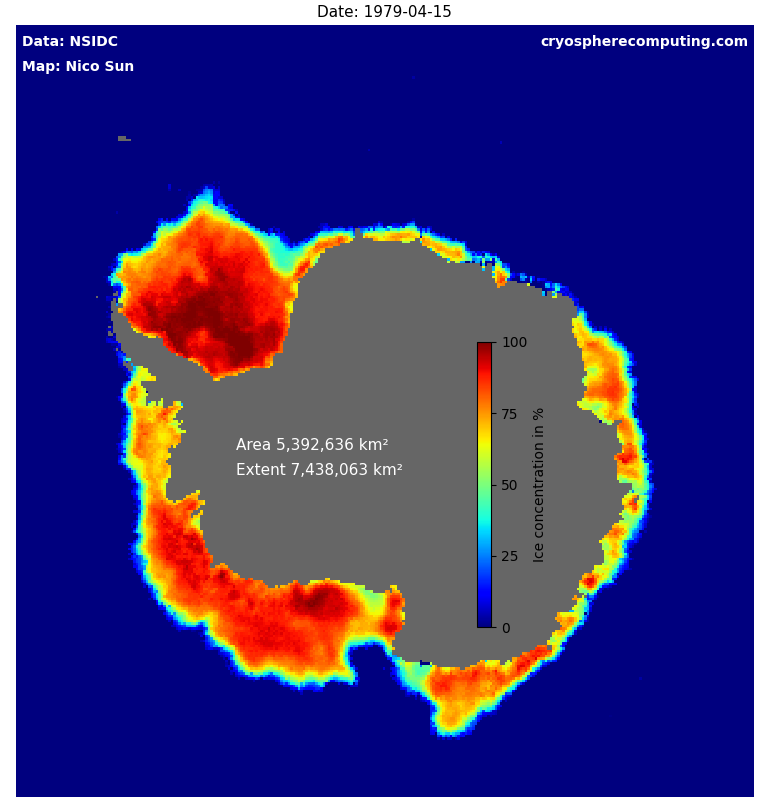 Date: 1979-04-15
Data: NSIDC
cryospherecomputing.com
Map: Nico Sun
100
75
50
25
0
Ice concentration in %
Area 5,392,636 km²
Extent 7,438,063 km²